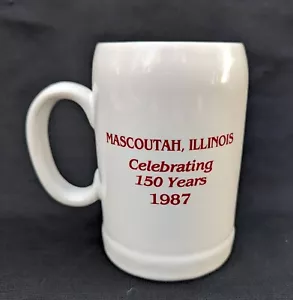 MASCOUTAH, ILLINOIS
Celebrating
150 Years
1987